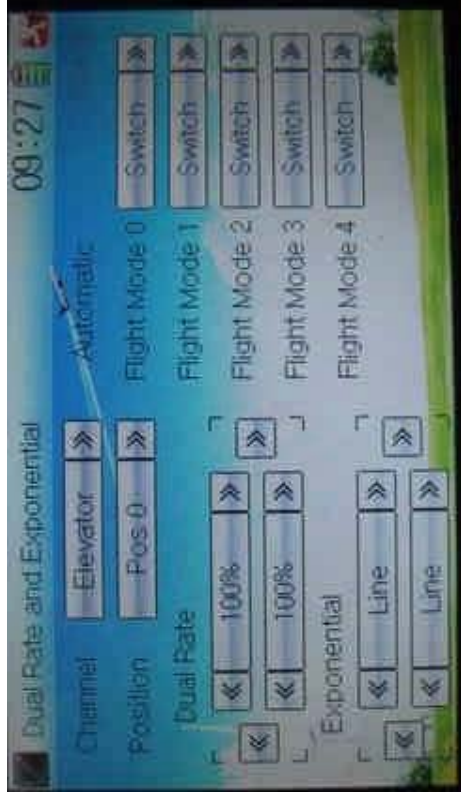 Dual Rate and Exponential 09:27
Channel Elevator Automatic
Position Pos 0 Flight Mode 0 Switch
Dual Rate Flight Mode 1 Switch
100% Flight Mode 2 Switch
100% Flight Mode 3 Switch
Exponential Flight Mode 4 Switch
Line
Line